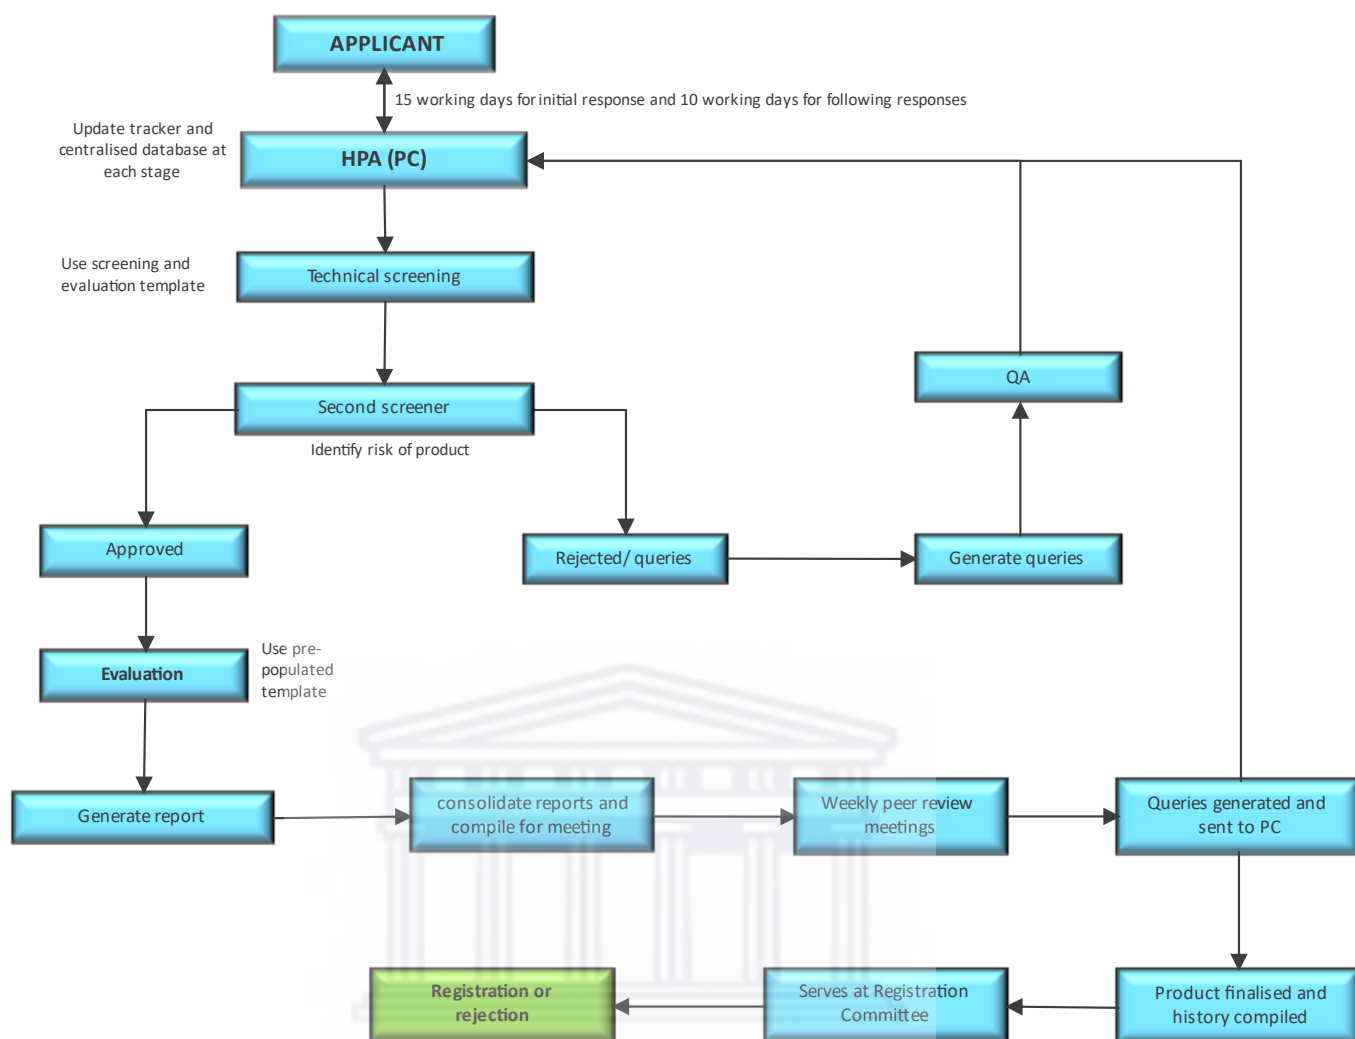 APPLICANT
15 working days for initial response and 10 working days for following responses
Update tracker and
centralised database at
each stage
HPA (PC)
Use screening and
evaluation template
Technical screening
QA
Second screener
Identify risk of product
Approved
Rejected/ queries
Generate queries
Evaluation
Use pre-
populated
template
Generate report
consolidate reports and
compile for meeting
Weekly peer review
meetings
Queries generated and
sent to PC
Registration or
rejection
Serves at Registration
Committee
Product finalised and
history compiled